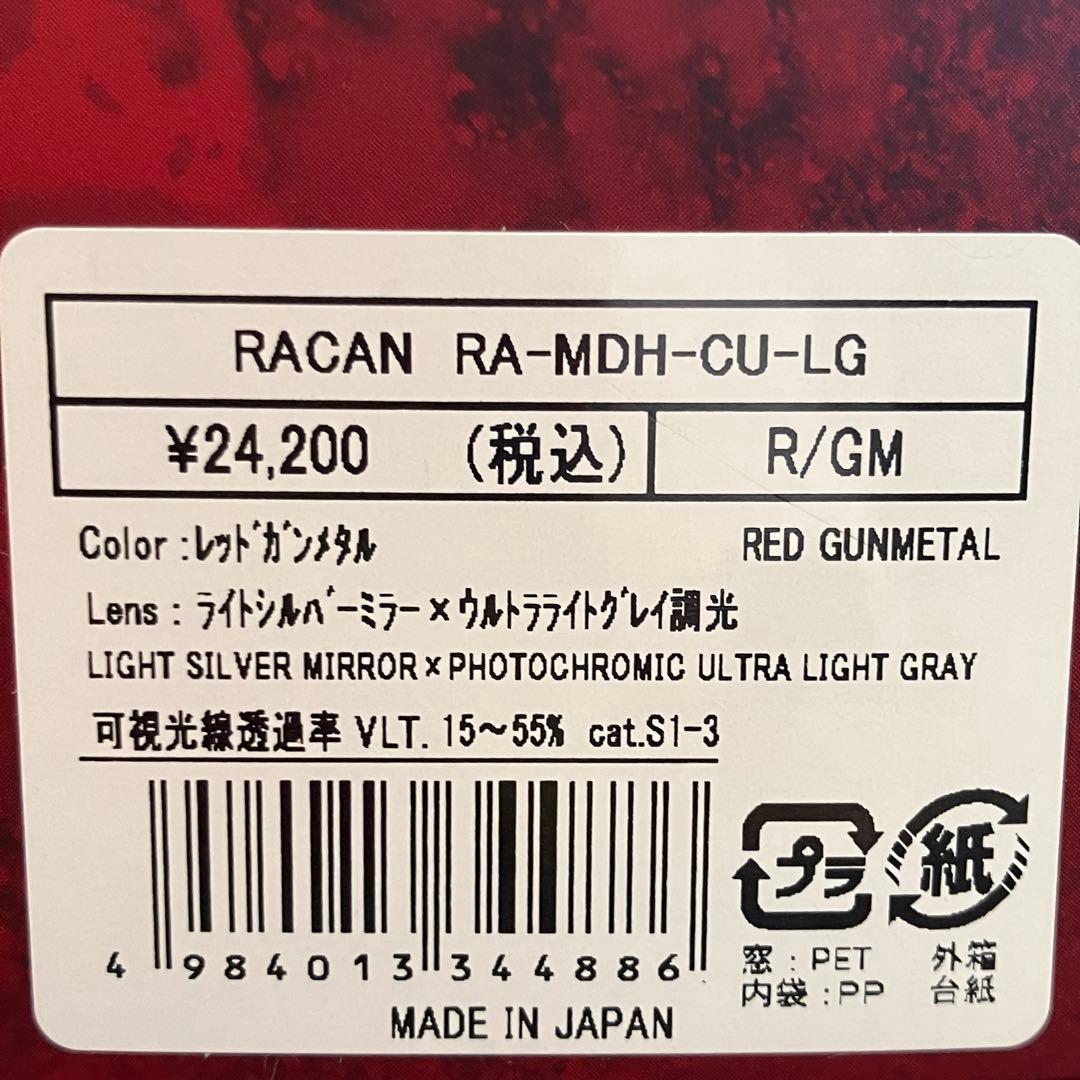 RACAN RA-MDH-CU-LG
¥24,200 (税込) R/GM
Color :ﾚｯﾄﾞｶﾞﾝﾒﾀﾙ RED GUNMETAL
Lens : ﾗｲﾄｼﾙﾊﾞｰﾐﾗｰ×ｳﾙﾄﾗﾗｲﾄｸﾞﾚｲ調光
LIGHT SILVER MIRROR×PHOTOCHROMIC ULTRA LIGHT GRAY
可視光線透過率 VLT. 15～55% cat.S1-3
プラ 紙
4 984013 344886
窓 : PET 外箱
内袋 : PP 台紙
MADE IN JAPAN